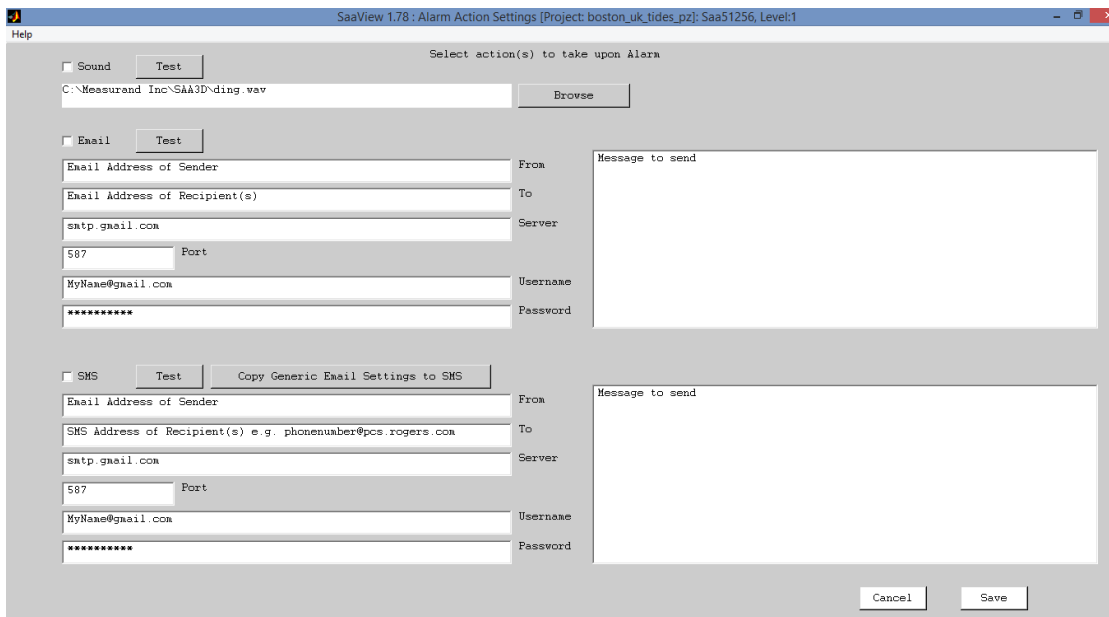 SaaView 1.78 : Alarm Action Settings [Project: boston_uk_tides_pz]: Saa51256, Level:1
Help
Select action(s) to take upon Alarm
Sound Test
C:\Measurand Inc\SAA3D\ding.wav Browse
Email Test
Email Address of Sender From
Message to send
Email Address of Recipient(s) To
smtp.gmail.com Server
587 Port
MyName@gmail.com Username
********** Password
SMS Test Copy Generic Email Settings to SMS
Email Address of Sender From
Message to send
SMS Address of Recipient(s) e.g. phonenumber@pcs.rogers.com To
smtp.gmail.com Server
587 Port
MyName@gmail.com Username
********** Password
Cancel Save